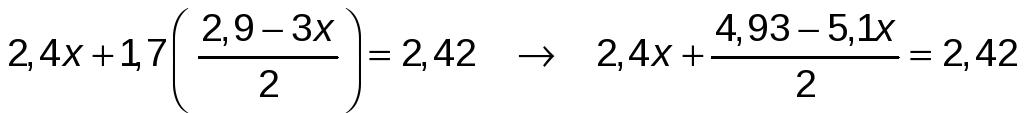 2,4x + 1,7((2,9 − 3x)/2) = 2,42 → 2,4x + (4,93 − 5,1x)/2 = 2,42